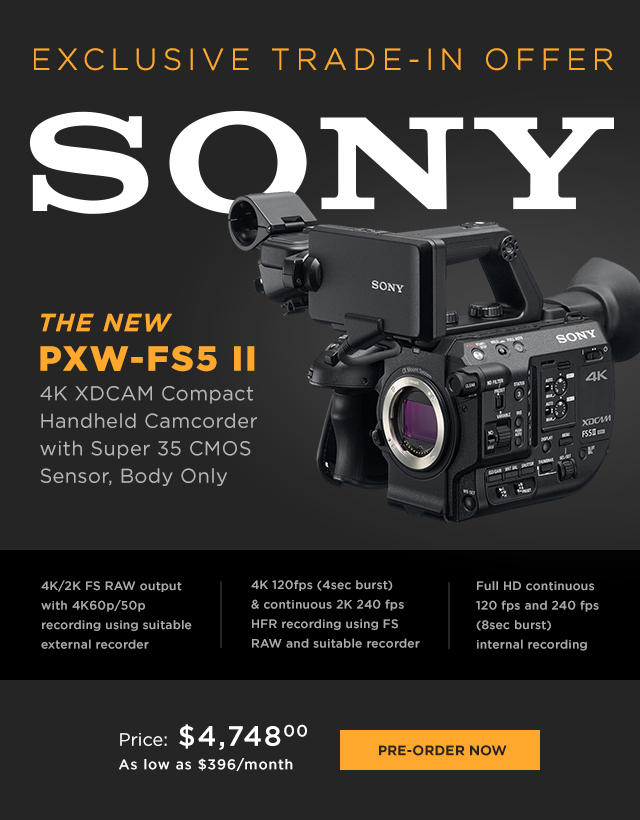 EXCLUSIVE TRADE-IN OFFER
SONY
SONY
SONY
THE NEW
PXW-FS5 II
4K
4K XDCAM Compact
Handheld Camcorder
with Super 35 CMOS
Sensor, Body Only
XDCAM
FS5 II
4K/2K FS RAW output
with 4K60p/50p
recording using suitable
external recorder
4K 120fps (4sec burst)
& continuous 2K 240 fps
HFR recording using FS
RAW and suitable recorder
Full HD continuous
120 fps and 240 fps
(8sec burst)
internal recording
Price: $4,748⁰⁰
As low as $396/month
PRE-ORDER NOW